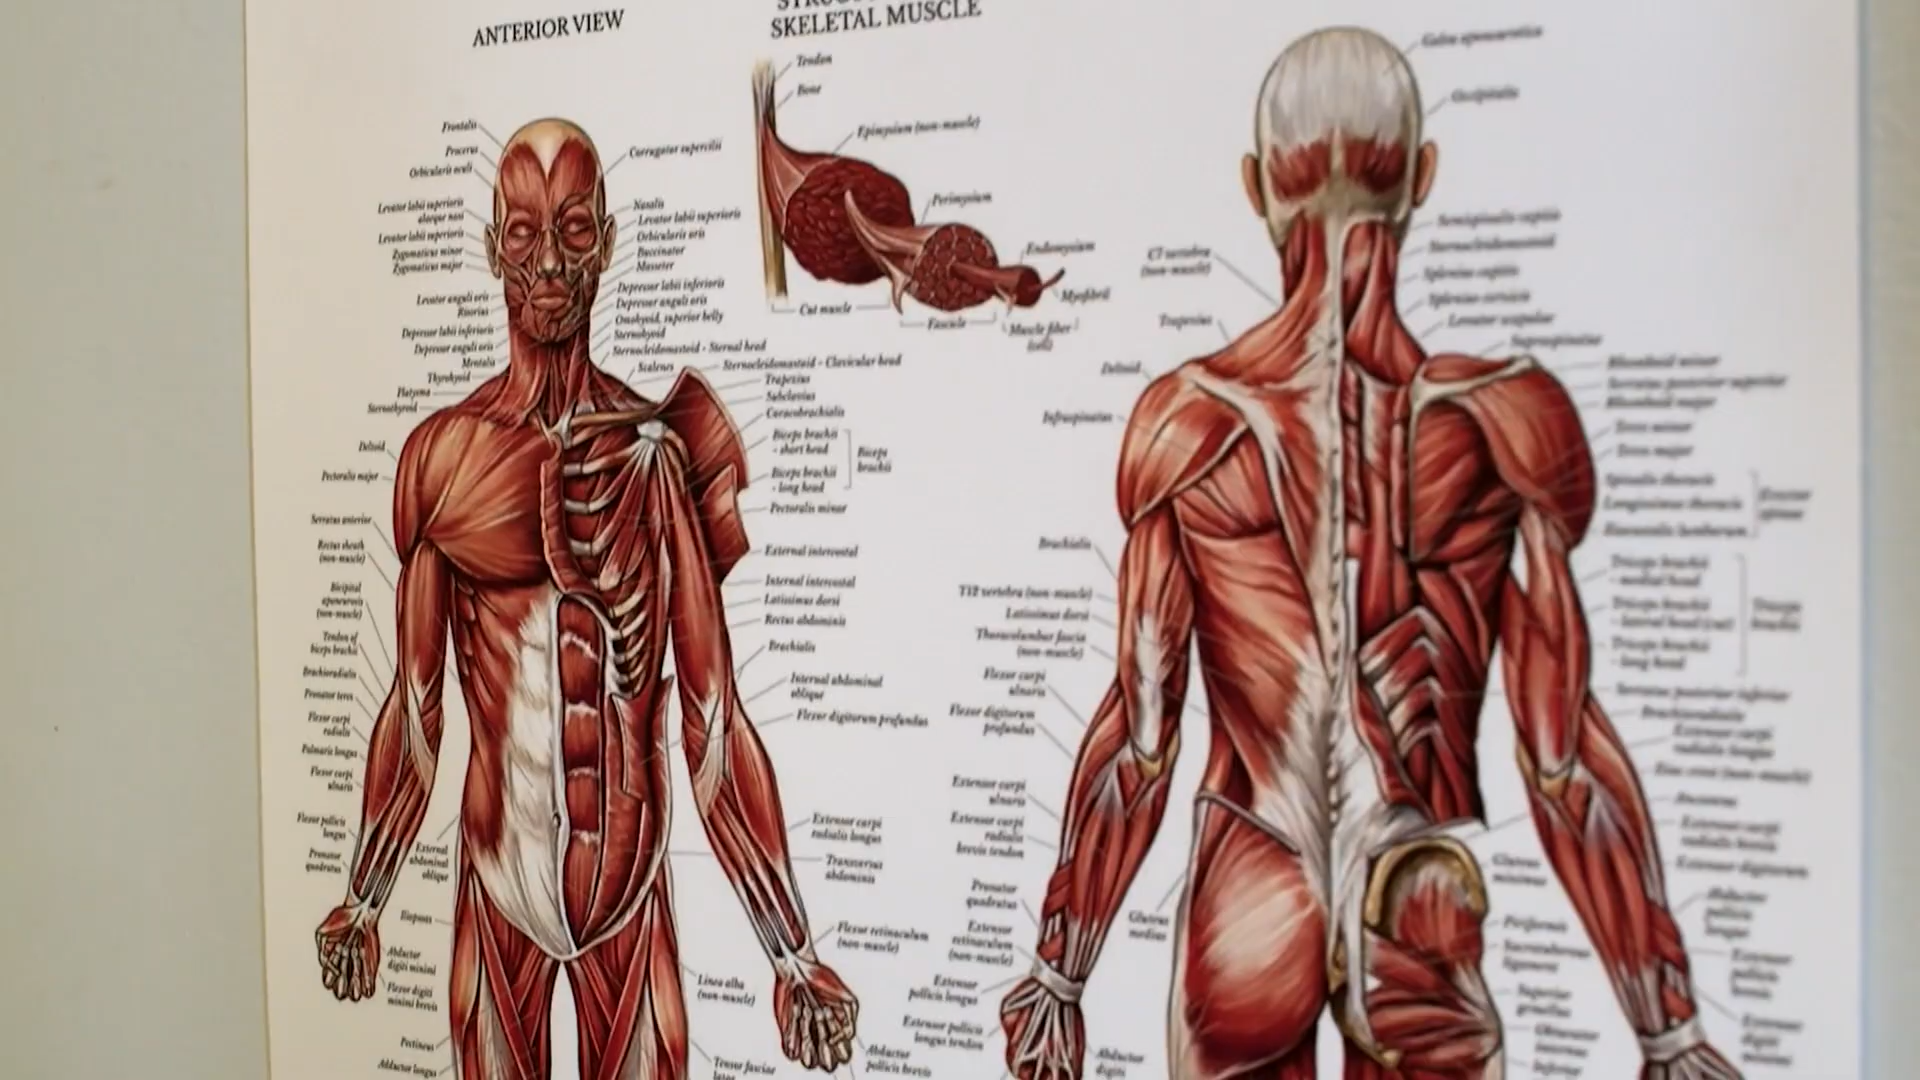 ANTERIOR VIEW
SKELETAL MUSCLE
Tendon
Bone
Epimysium (non-muscle)
Perimysium
Endomysium
Myofibril
Cut muscle
Fascicle
Muscle fiber
(cell)
Frontalis
Procerus
Orbicularis oculi
Levator labii superioris
alaeque nasi
Levator labii superioris
Zygomaticus minor
Zygomaticus major
Levator anguli oris
Risorius
Depressor labii inferioris
Depressor anguli oris
Mentalis
Thyrohyoid
Platysma
Sternothyroid
Deltoid
Pectoralis major
Serratus anterior
Rectus sheath
(non-muscle)
Bicipital
aponeurosis
(non-muscle)
Tendon of
biceps brachii
Brachioradialis
Pronator teres
Flexor carpi
radialis
Palmaris longus
Flexor carpi
ulnaris
Flexor pollicis
longus
Pronator
quadratus
External
abdominal
oblique
Iliopsoas
Abductor
digiti minimi
Flexor digiti
minimi brevis
Pectineus
Adductor longus
Corrugator supercilii
Nasalis
Levator labii superioris
Orbicularis oris
Buccinator
Masseter
Depressor labii inferioris
Depressor anguli oris
Omohyoid, superior belly
Sternohyoid
Sternocleidomastoid - Sternal head
Sternocleidomastoid - Clavicular head
Scalenes
Trapezius
Subclavius
Coracobrachialis
Biceps brachii
- short head
Biceps brachii
- long head
Biceps
brachii
Pectoralis minor
External intercostal
Internal intercostal
Latissimus dorsi
Rectus abdominis
Brachialis
Internal abdominal
oblique
Flexor digitorum profundus
Extensor carpi
radialis longus
Transversus
abdominis
Flexor retinaculum
(non-muscle)
Linea alba
(non-muscle)
Tensor fasciae
latae
Abductor
pollicis brevis
C7 vertebra
(non-muscle)
Trapezius
Deltoid
Infraspinatus
Brachialis
T12 vertebra (non-muscle)
Latissimus dorsi
Thoracolumbar fascia
(non-muscle)
Flexor carpi
ulnaris
Flexor digitorum
profundus
Extensor carpi
ulnaris
Extensor carpi
radialis
brevis tendon
Pronator
quadratus
Extensor
retinaculum
(non-muscle)
Extensor
pollicis longus
Extensor pollicis
longus tendon
Gluteus
medius
Abductor
digiti
Galea aponeurotica
Occipitalis
Semispinalis capitis
Sternocleidomastoid
Splenius capitis
Splenius cervicis
Levator scapulae
Supraspinatus
Rhomboid minor
Serratus posterior superior
Rhomboid major
Teres minor
Teres major
Spinalis thoracis
Longissimus thoracis
Iliocostalis lumborum
Erector
spinae
Triceps brachii
- medial head
Triceps brachii
- lateral head (cut)
Triceps brachii
- long head
Triceps
brachii
Serratus posterior inferior
Brachioradialis
Extensor carpi
radialis longus
Iliac crest (non-muscle)
Anconeus
Extensor carpi
radialis brevis
Extensor digitorum
Gluteus
minimus
Abductor
pollicis
longus
Piriformis
Sacrotuberous
ligament
Extensor
pollicis
brevis
Superior
gemellus
Obturator
internus
Inferior
Extensor
digiti
minimi